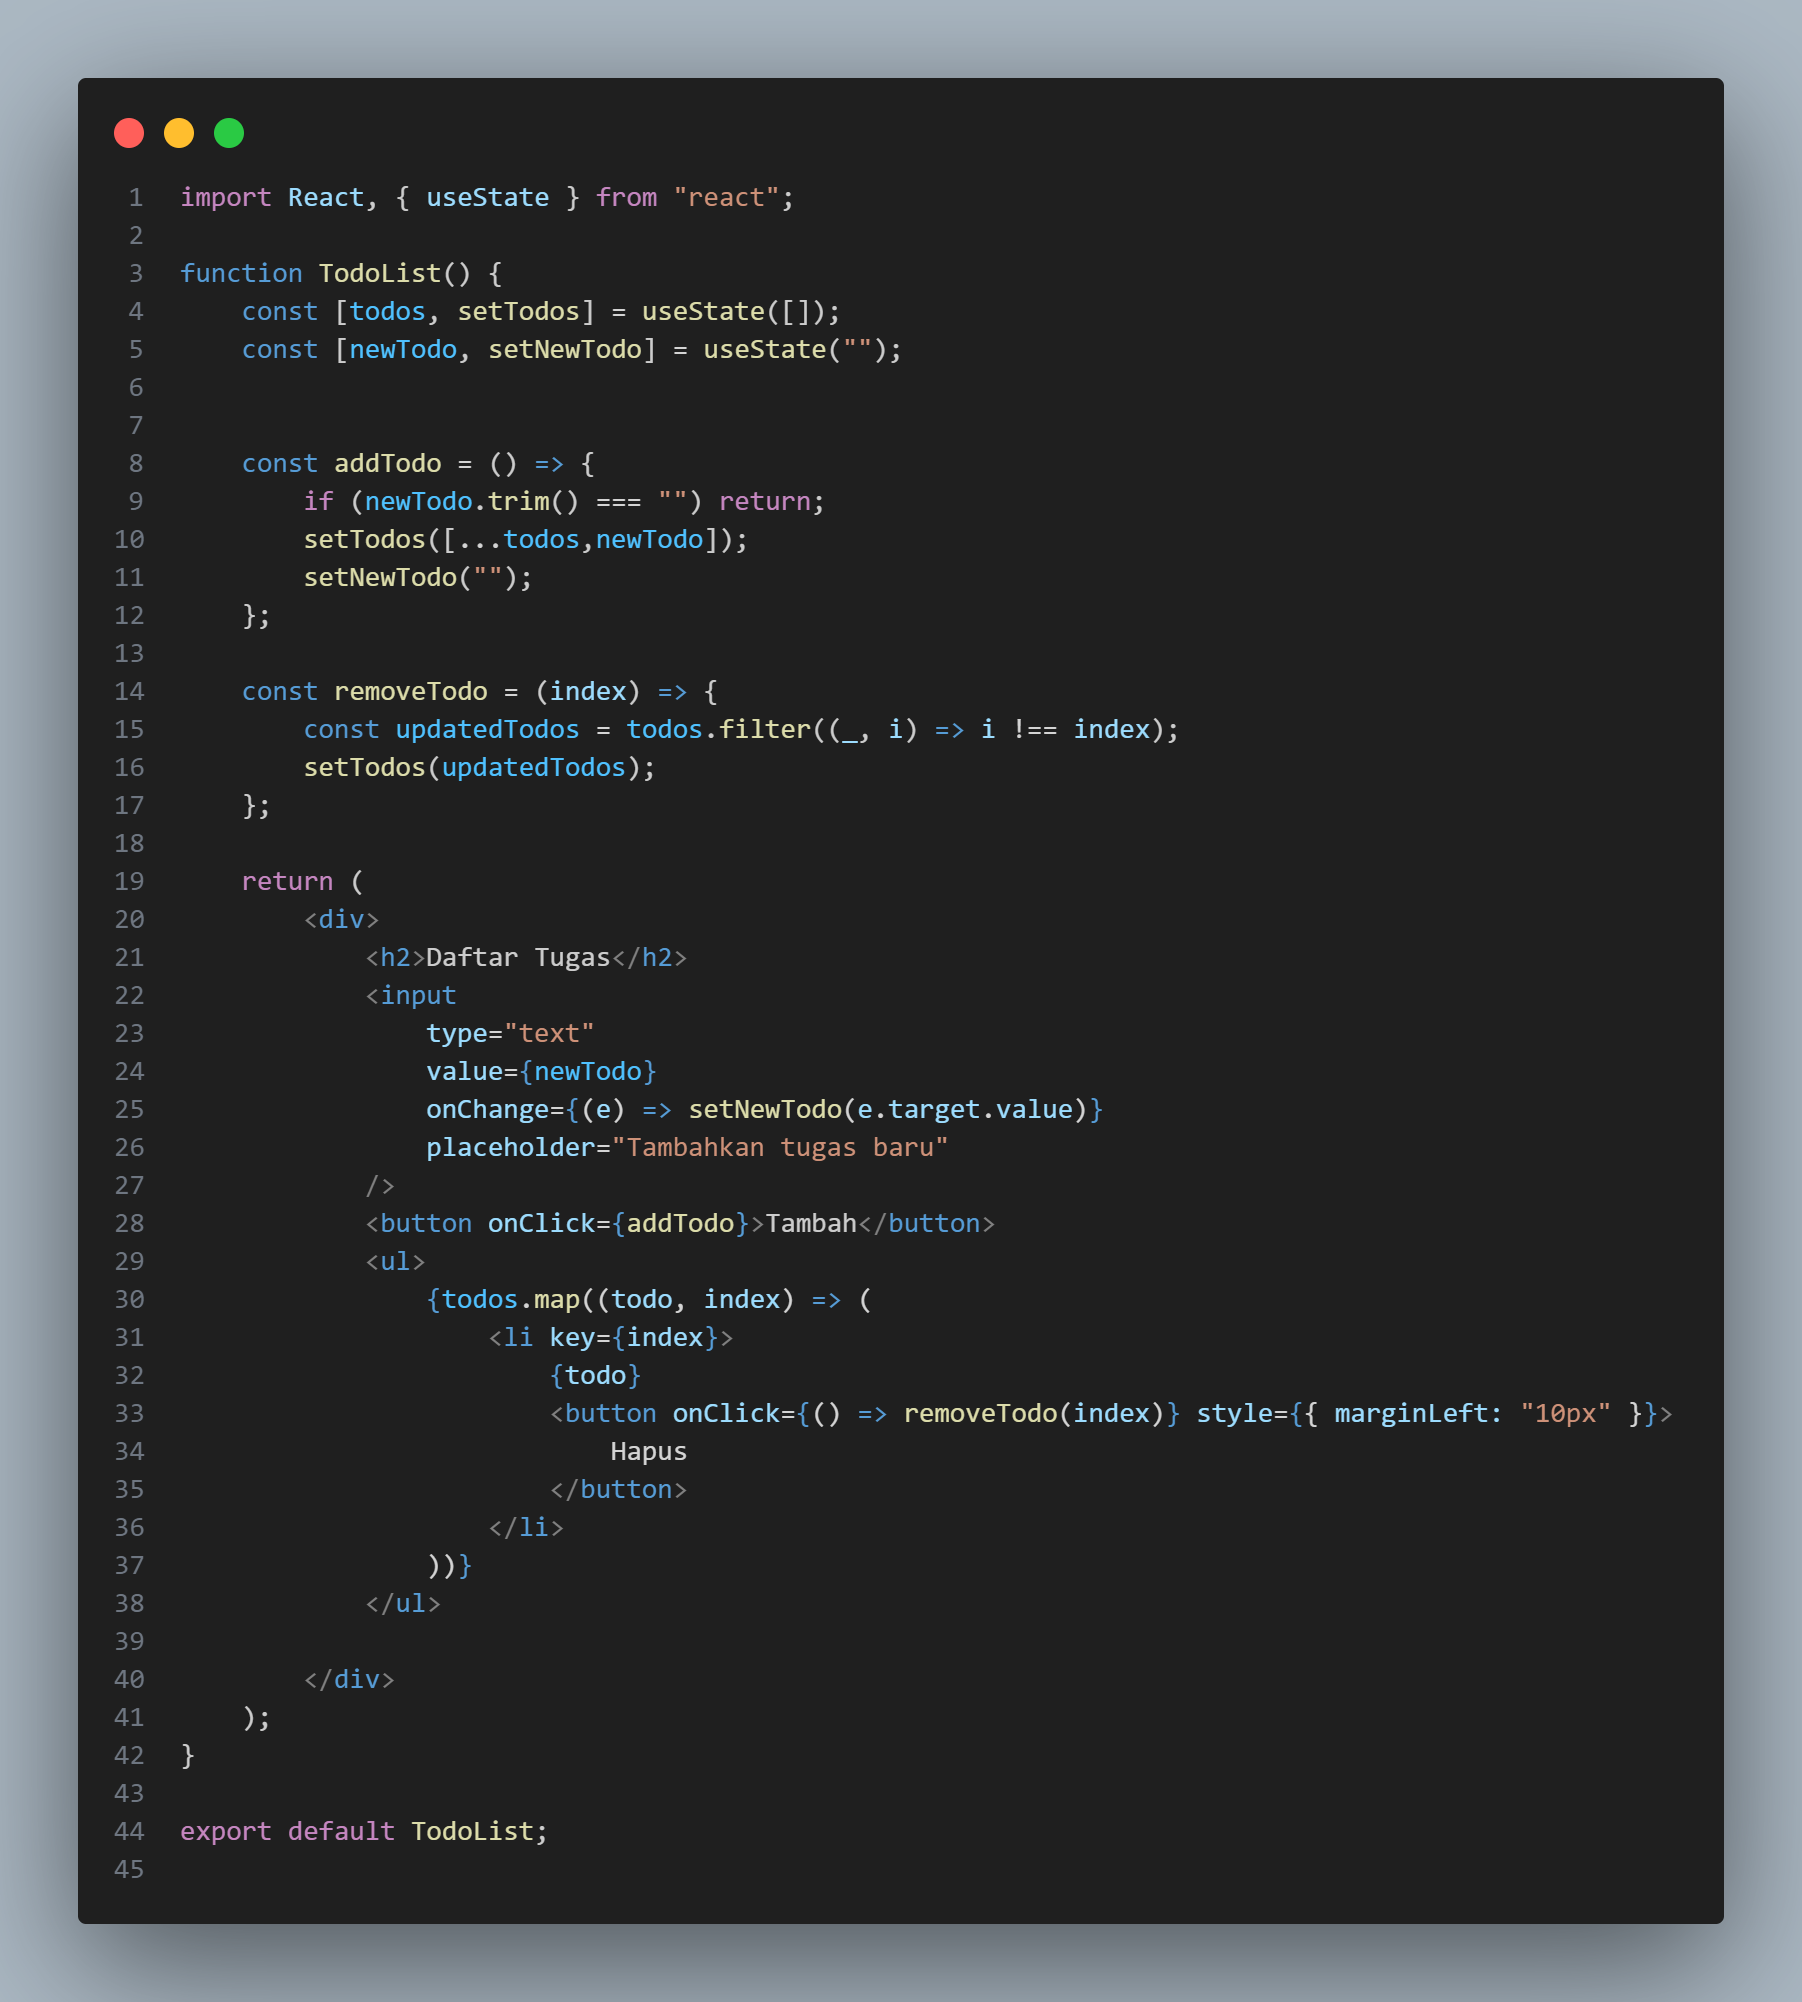 1 import React, { useState } from "react";
2
3 function TodoList() {
4     const [todos, setTodos] = useState([]);
5     const [newTodo, setNewTodo] = useState("");
6
7
8     const addTodo = () => {
9         if (newTodo.trim() === "") return;
10         setTodos([...todos,newTodo]);
11         setNewTodo("");
12     };
13
14     const removeTodo = (index) => {
15         const updatedTodos = todos.filter((_, i) => i !== index);
16         setTodos(updatedTodos);
17     };
18
19     return (
20         <div>
21             <h2>Daftar Tugas</h2>
22             <input
23                 type="text"
24                 value={newTodo}
25                 onChange={(e) => setNewTodo(e.target.value)}
26                 placeholder="Tambahkan tugas baru"
27             />
28             <button onClick={addTodo}>Tambah</button>
29             <ul>
30                 {todos.map((todo, index) => (
31                     <li key={index}>
32                         {todo}
33                         <button onClick={() => removeTodo(index)} style={{ marginLeft: "10px" }}>
34                             Hapus
35                         </button>
36                     </li>
37                 ))}
38             </ul>
39
40         </div>
41     );
42 }
43
44 export default TodoList;
45